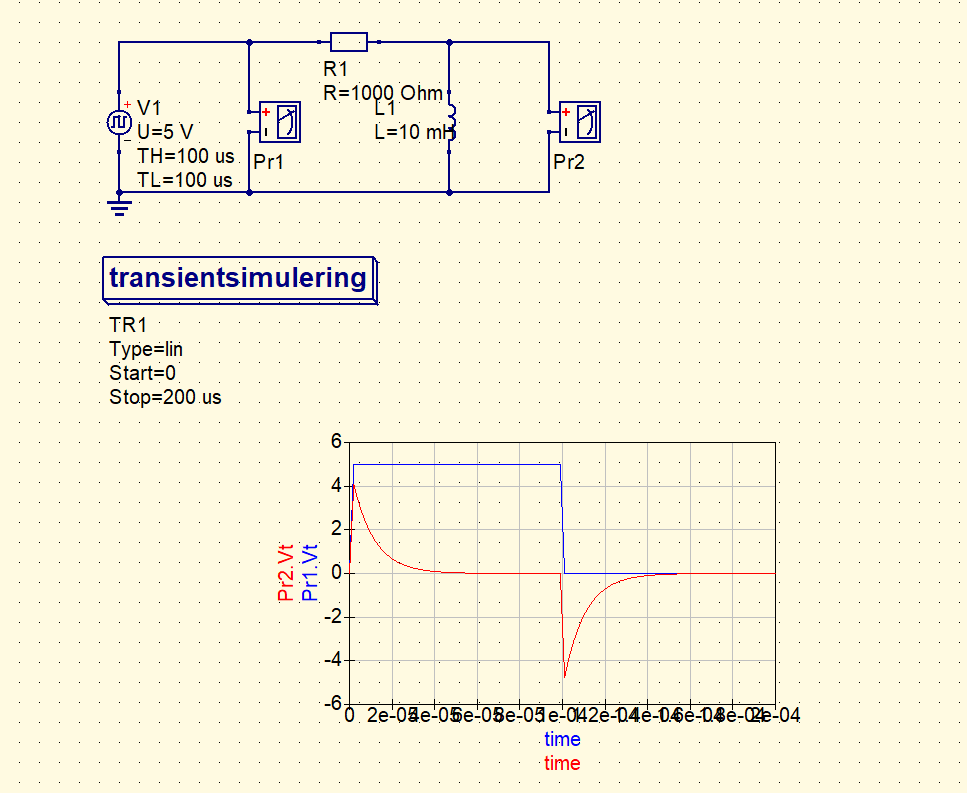 R1
R=1000 Ohm
V1
U=5 V
TH=100 us
TL=100 us
Pr1
L1
L=10 mH
Pr2
transientsimulering
TR1
Type=lin
Start=0
Stop=200 us
6
4
2
0
-2
-4
-6
Pr2.Vt
Pr1.Vt
0 2e-05 4e-05 6e-05 8e-05 1e-04 1.2e-04 1.4e-04 1.6e-04 1.8e-04 2e-04
time
time